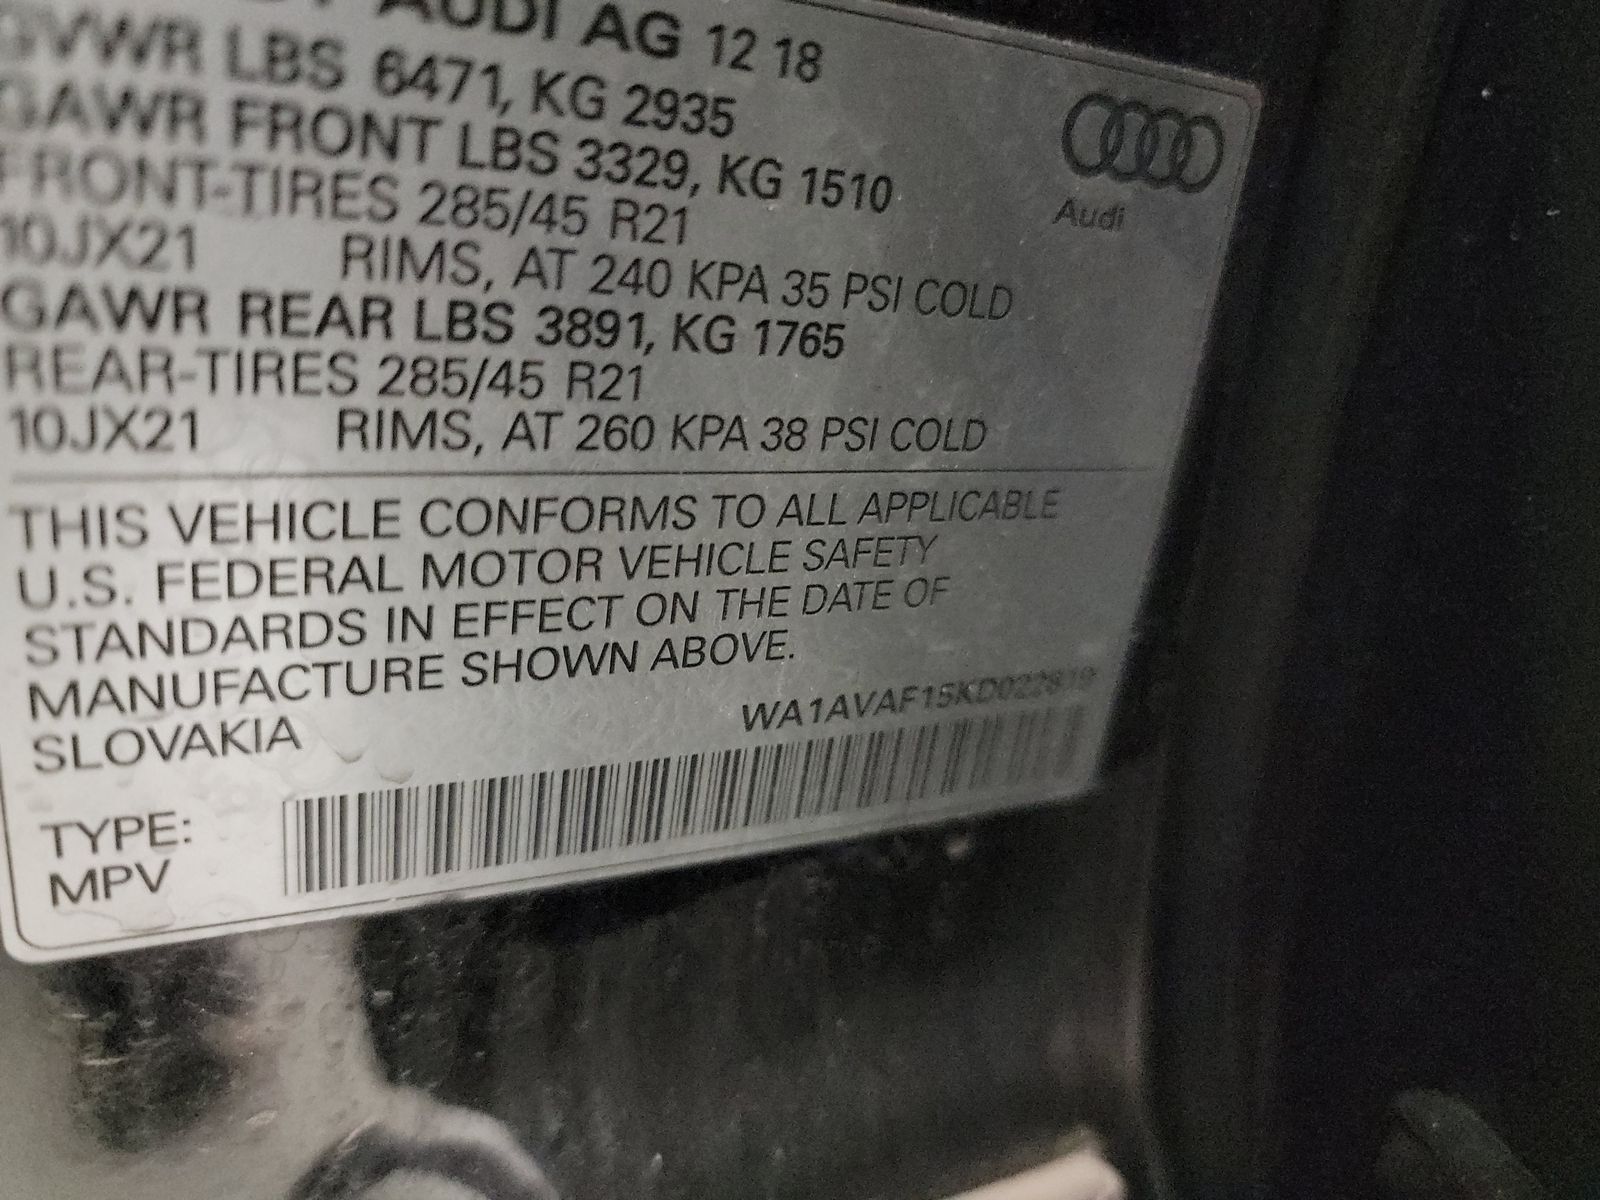 AUDI AG 12 18
GVWR LBS 6471, KG 2935
GAWR FRONT LBS 3329, KG 1510
FRONT-TIRES 285/45 R21
10JX21 RIMS, AT 240 KPA 35 PSI COLD
GAWR REAR LBS 3891, KG 1765
REAR-TIRES 285/45 R21
10JX21 RIMS, AT 260 KPA 38 PSI COLD
Audi
THIS VEHICLE CONFORMS TO ALL APPLICABLE
U.S. FEDERAL MOTOR VEHICLE SAFETY
STANDARDS IN EFFECT ON THE DATE OF
MANUFACTURE SHOWN ABOVE.
SLOVAKIA
TYPE:
MPV